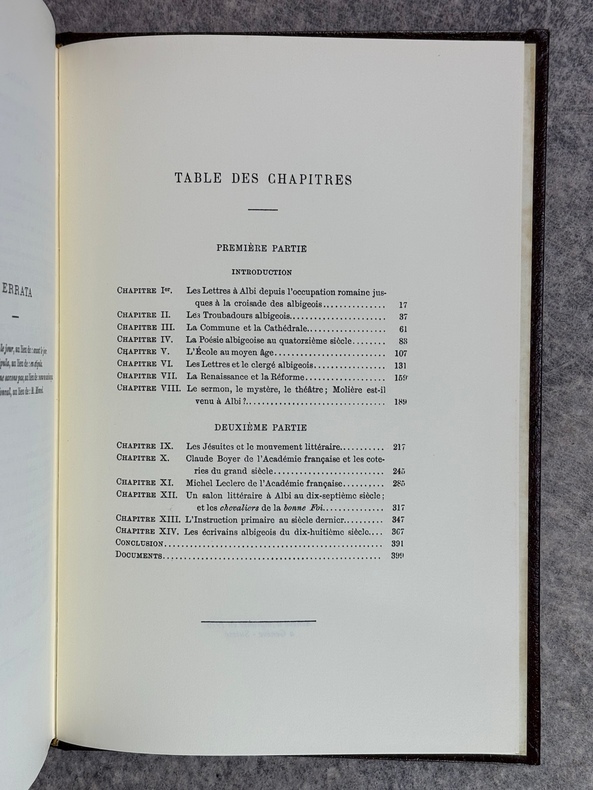 ERRATA
TABLE DES CHAPITRES
PREMIÈRE PARTIE
INTRODUCTION
CHAPITRE Ier. Les Lettres à Albi depuis l'occupation romaine jus-
ques à la croisade des albigeois............... 17
CHAPITRE II. Les Troubadours albigeois................... 37
CHAPITRE III. La Commune et la Cathédrale................ 61
CHAPITRE IV. La Poésie albigeoise au quatorzième siècle........ 83
CHAPITRE V. L'École au moyen âge...................... 107
CHAPITRE VI. Les Lettres et le clergé albigeois............... 131
CHAPITRE VII. La Renaissance et la Réforme................ 159
CHAPITRE VIII. Le sermon, le mystère, le théâtre; Molière est-il
venu à Albi?............................ 189
DEUXIÈME PARTIE
CHAPITRE IX. Les Jésuites et le mouvement littéraire.......... 217
CHAPITRE X. Claude Boyer de l'Académie française et les cote-
ries du grand siècle...................... 245
CHAPITRE XI. Michel Leclerc de l'Académie française.......... 285
CHAPITRE XII. Un salon littéraire à Albi au dix-septième siècle;
et les chevaliers de la bonne Foi.............. 317
CHAPITRE XIII. L'Instruction primaire au siècle dernier......... 347
CHAPITRE XIV. Les écrivains albigeois du dix-huitième siècle.... 367
CONCLUSION............................................ 391
DOCUMENTS............................................ 399